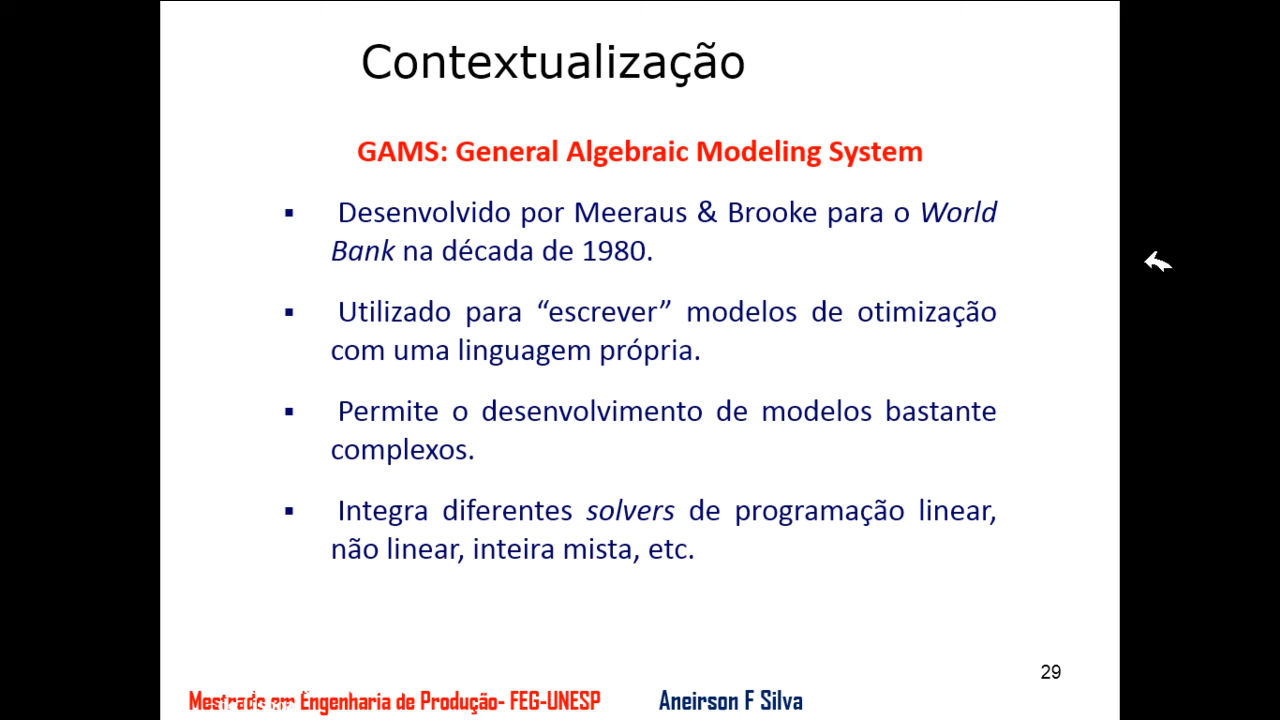 Contextualização
GAMS: General Algebraic Modeling System
▪ Desenvolvido por Meeraus & Brooke para o World
Bank na década de 1980.
▪ Utilizado para “escrever” modelos de otimização
com uma linguagem própria.
▪ Permite o desenvolvimento de modelos bastante
complexos.
▪ Integra diferentes solvers de programação linear,
não linear, inteira mista, etc.
29
Mestrado em Engenharia de Produção- FEG-UNESP Aneirson F Silva